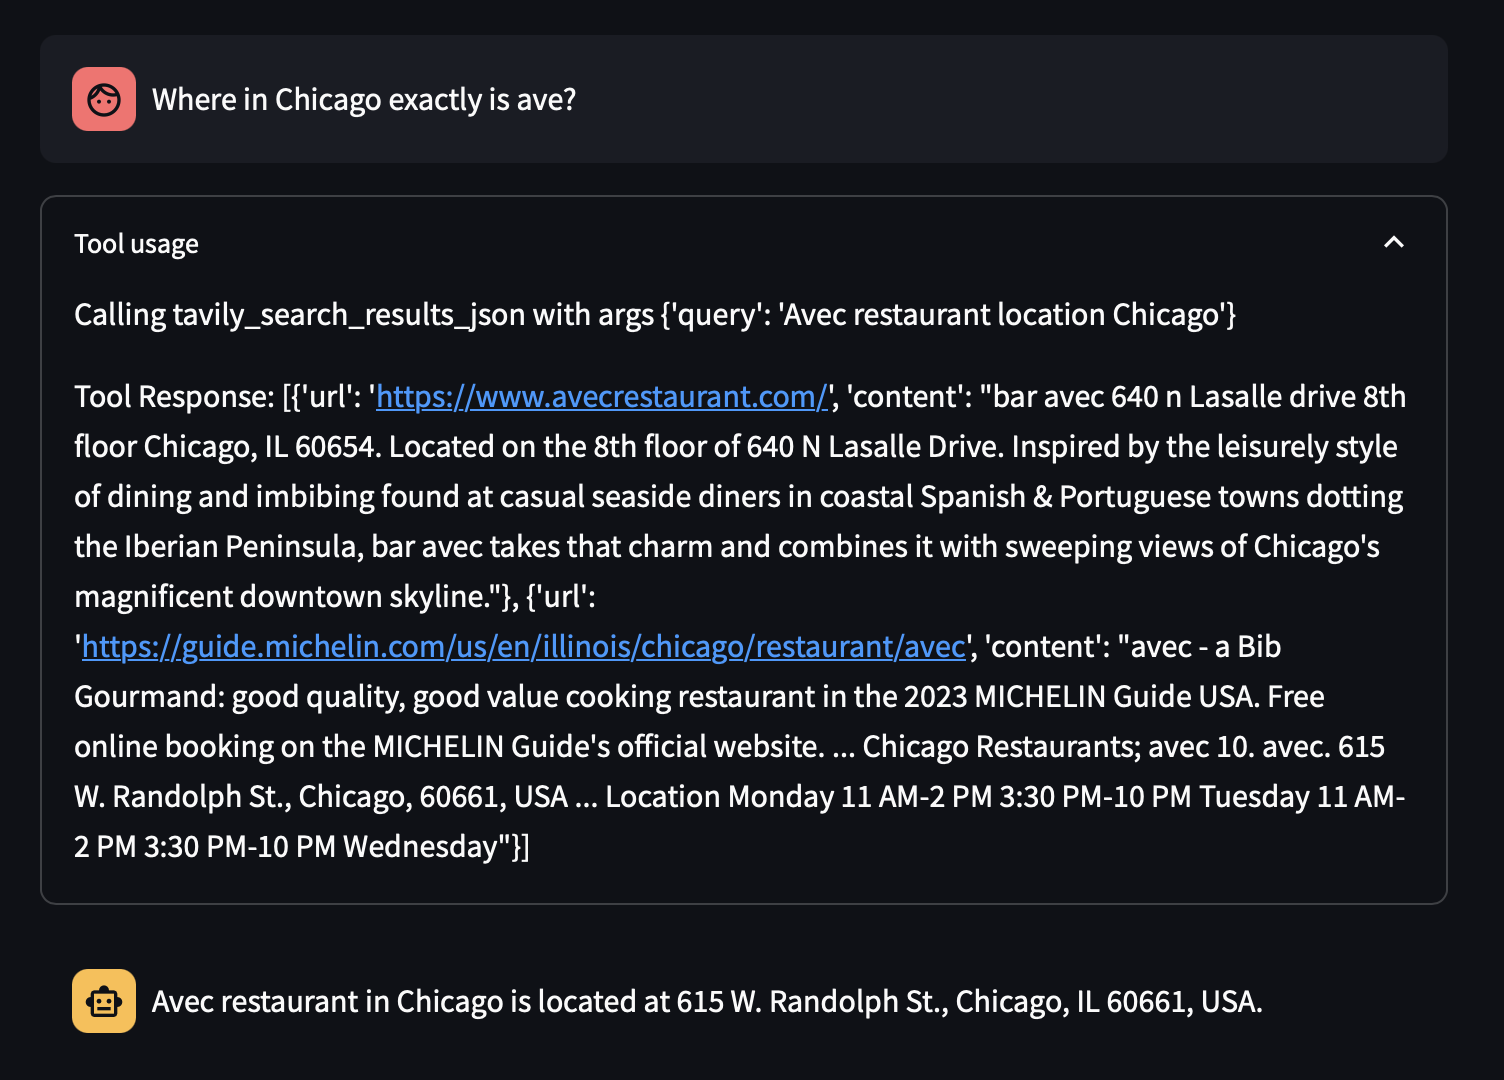 Where in Chicago exactly is ave?
Tool usage
Calling tavily_search_results_json with args {'query': 'Avec restaurant location Chicago'}
Tool Response: [{'url': 'https://www.avecrestaurant.com/', 'content': "bar avec 640 n Lasalle drive 8th
floor Chicago, IL 60654. Located on the 8th floor of 640 N Lasalle Drive. Inspired by the leisurely style
of dining and imbibing found at casual seaside diners in coastal Spanish & Portuguese towns dotting
the Iberian Peninsula, bar avec takes that charm and combines it with sweeping views of Chicago's
magnificent downtown skyline."}, {'url':
'https://guide.michelin.com/us/en/illinois/chicago/restaurant/avec', 'content': "avec - a Bib
Gourmand: good quality, good value cooking restaurant in the 2023 MICHELIN Guide USA. Free
online booking on the MICHELIN Guide's official website. ... Chicago Restaurants; avec 10. avec. 615
W. Randolph St., Chicago, 60661, USA ... Location Monday 11 AM-2 PM 3:30 PM-10 PM Tuesday 11 AM-
2 PM 3:30 PM-10 PM Wednesday"}]
Avec restaurant in Chicago is located at 615 W. Randolph St., Chicago, IL 60661, USA.